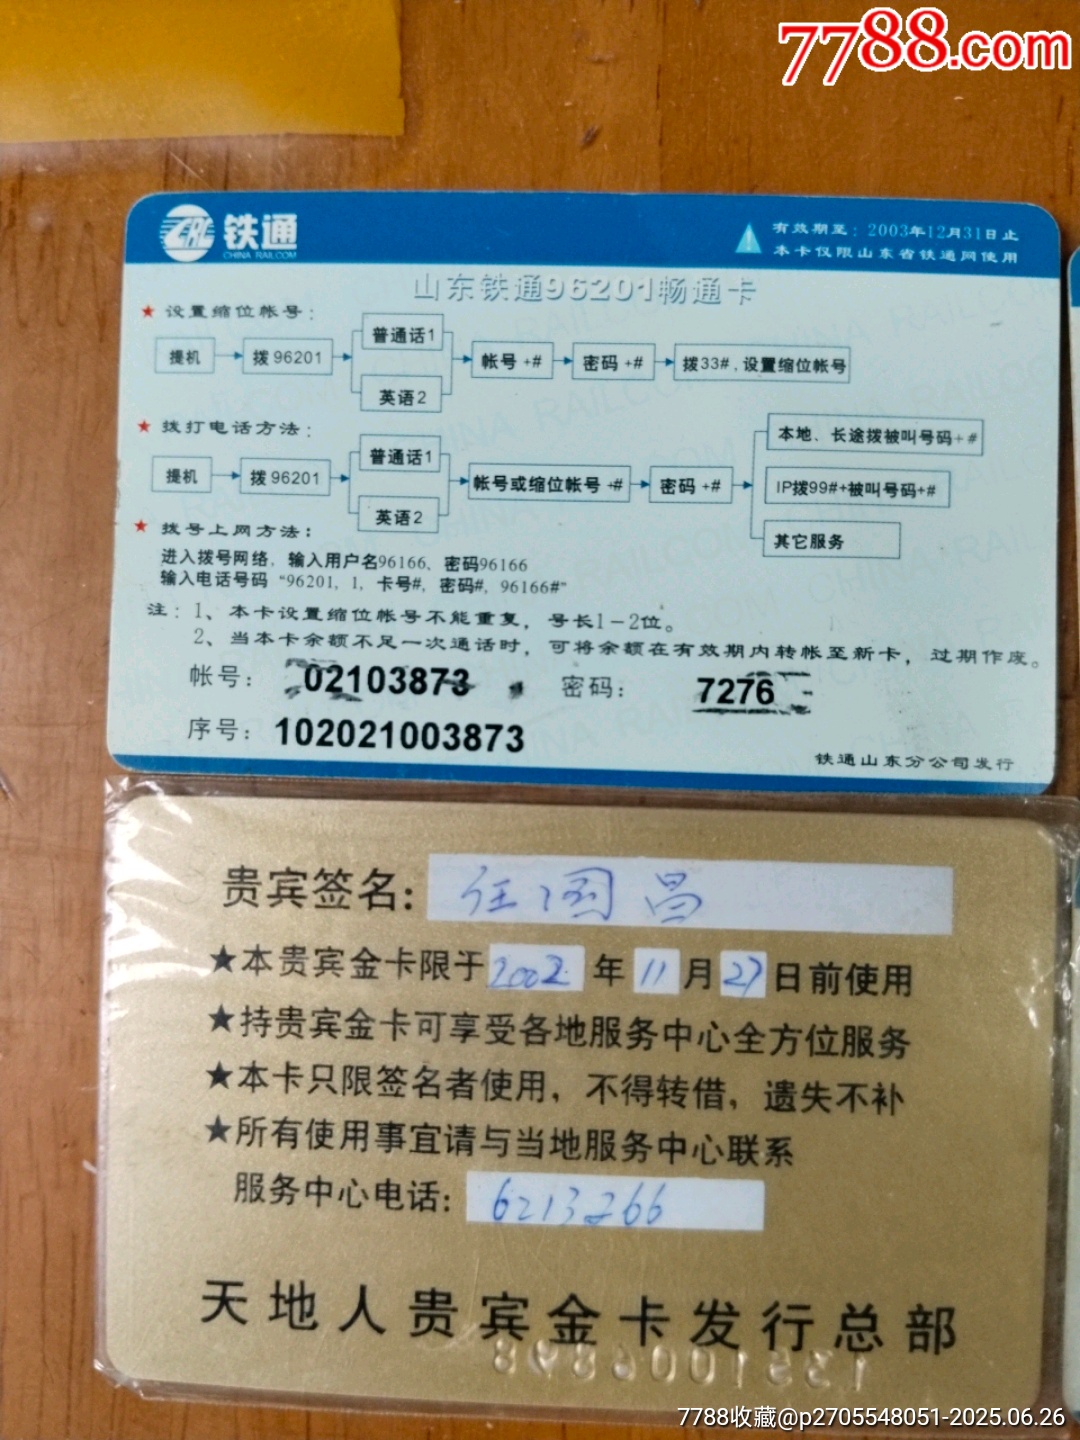 7788.com
CRC 铁通
CHINA RAILCOM
有效期至：2003年12月31日止
本卡仅限山东省铁通网使用
山东铁通96201畅通卡
★ 设置缩位帐号：
提机 拨96201 普通话1 英语2 帐号+# 密码+# 拨33#,设置缩位帐号
★ 拨打电话方法：
提机 拨96201 普通话1 英语2 帐号或缩位帐号+# 密码+# 本地、长途拨被叫号码+# IP拨99#+被叫号码+# 其它服务
★ 拨号上网方法：
进入拨号网络，输入用户名96166、密码96166
输入电话号码“96201, 1, 卡号#, 密码#, 96166#”
注：1、本卡设置缩位帐号不能重复，号长1-2位。
2、当本卡余额不足一次通话时，可将余额在有效期内转帐至新卡，过期作废。
帐号： 02103873 密码： 7276
序号：102021003873
铁通山东分公司发行
贵宾签名：任国昌
★本贵宾金卡限于2002年11月27日前使用
★持贵宾金卡可享受各地服务中心全方位服务
★本卡只限签名者使用，不得转借，遗失不补
★所有使用事宜请与当地服务中心联系
服务中心电话：6213266
天地人贵宾金卡发行总部
7788收藏@p2705548051-2025.06.26